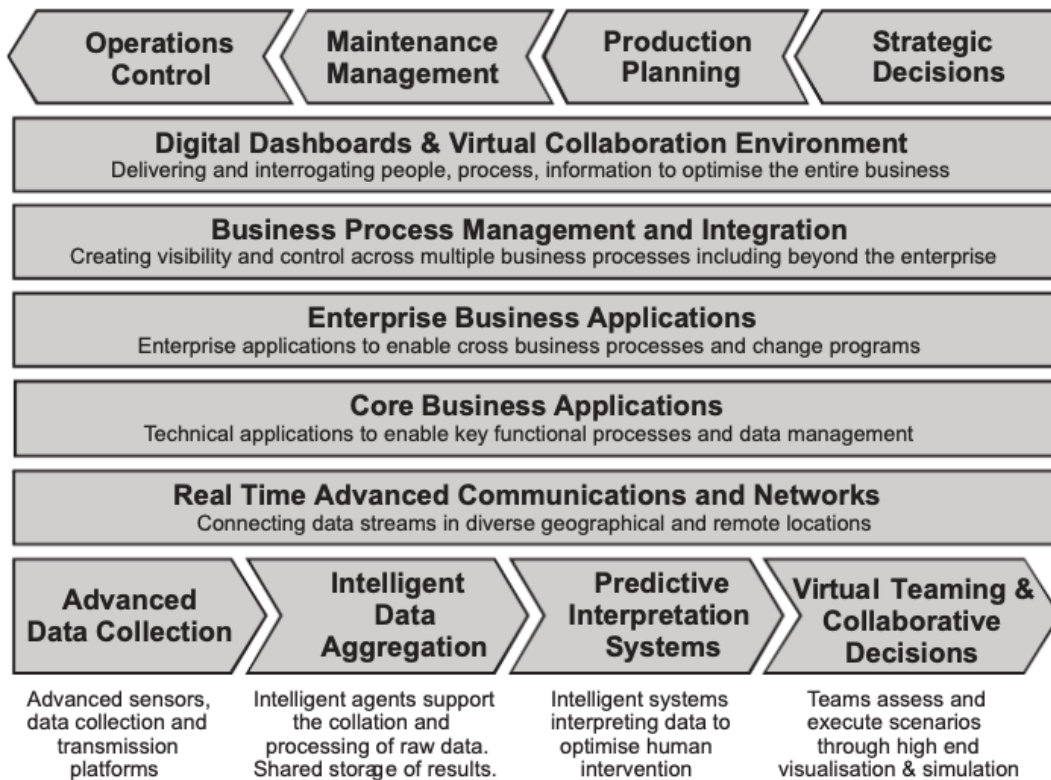 Operations
Control
Maintenance
Management
Production
Planning
Strategic
Decisions
Digital Dashboards & Virtual Collaboration Environment
Delivering and interrogating people, process, information to optimise the entire business
Business Process Management and Integration
Creating visibility and control across multiple business processes including beyond the enterprise
Enterprise Business Applications
Enterprise applications to enable cross business processes and change programs
Core Business Applications
Technical applications to enable key functional processes and data management
Real Time Advanced Communications and Networks
Connecting data streams in diverse geographical and remote locations
Advanced
Data Collection
Intelligent
Data
Aggregation
Predictive
Interpretation
Systems
Virtual Teaming &
Collaborative
Decisions
Advanced sensors,
data collection and
transmission
platforms
Intelligent agents support
the collation and
processing of raw data.
Shared storage of results.
Intelligent systems
interpreting data to
optimise human
intervention
Teams assess and
execute scenarios
through high end
visualisation & simulation